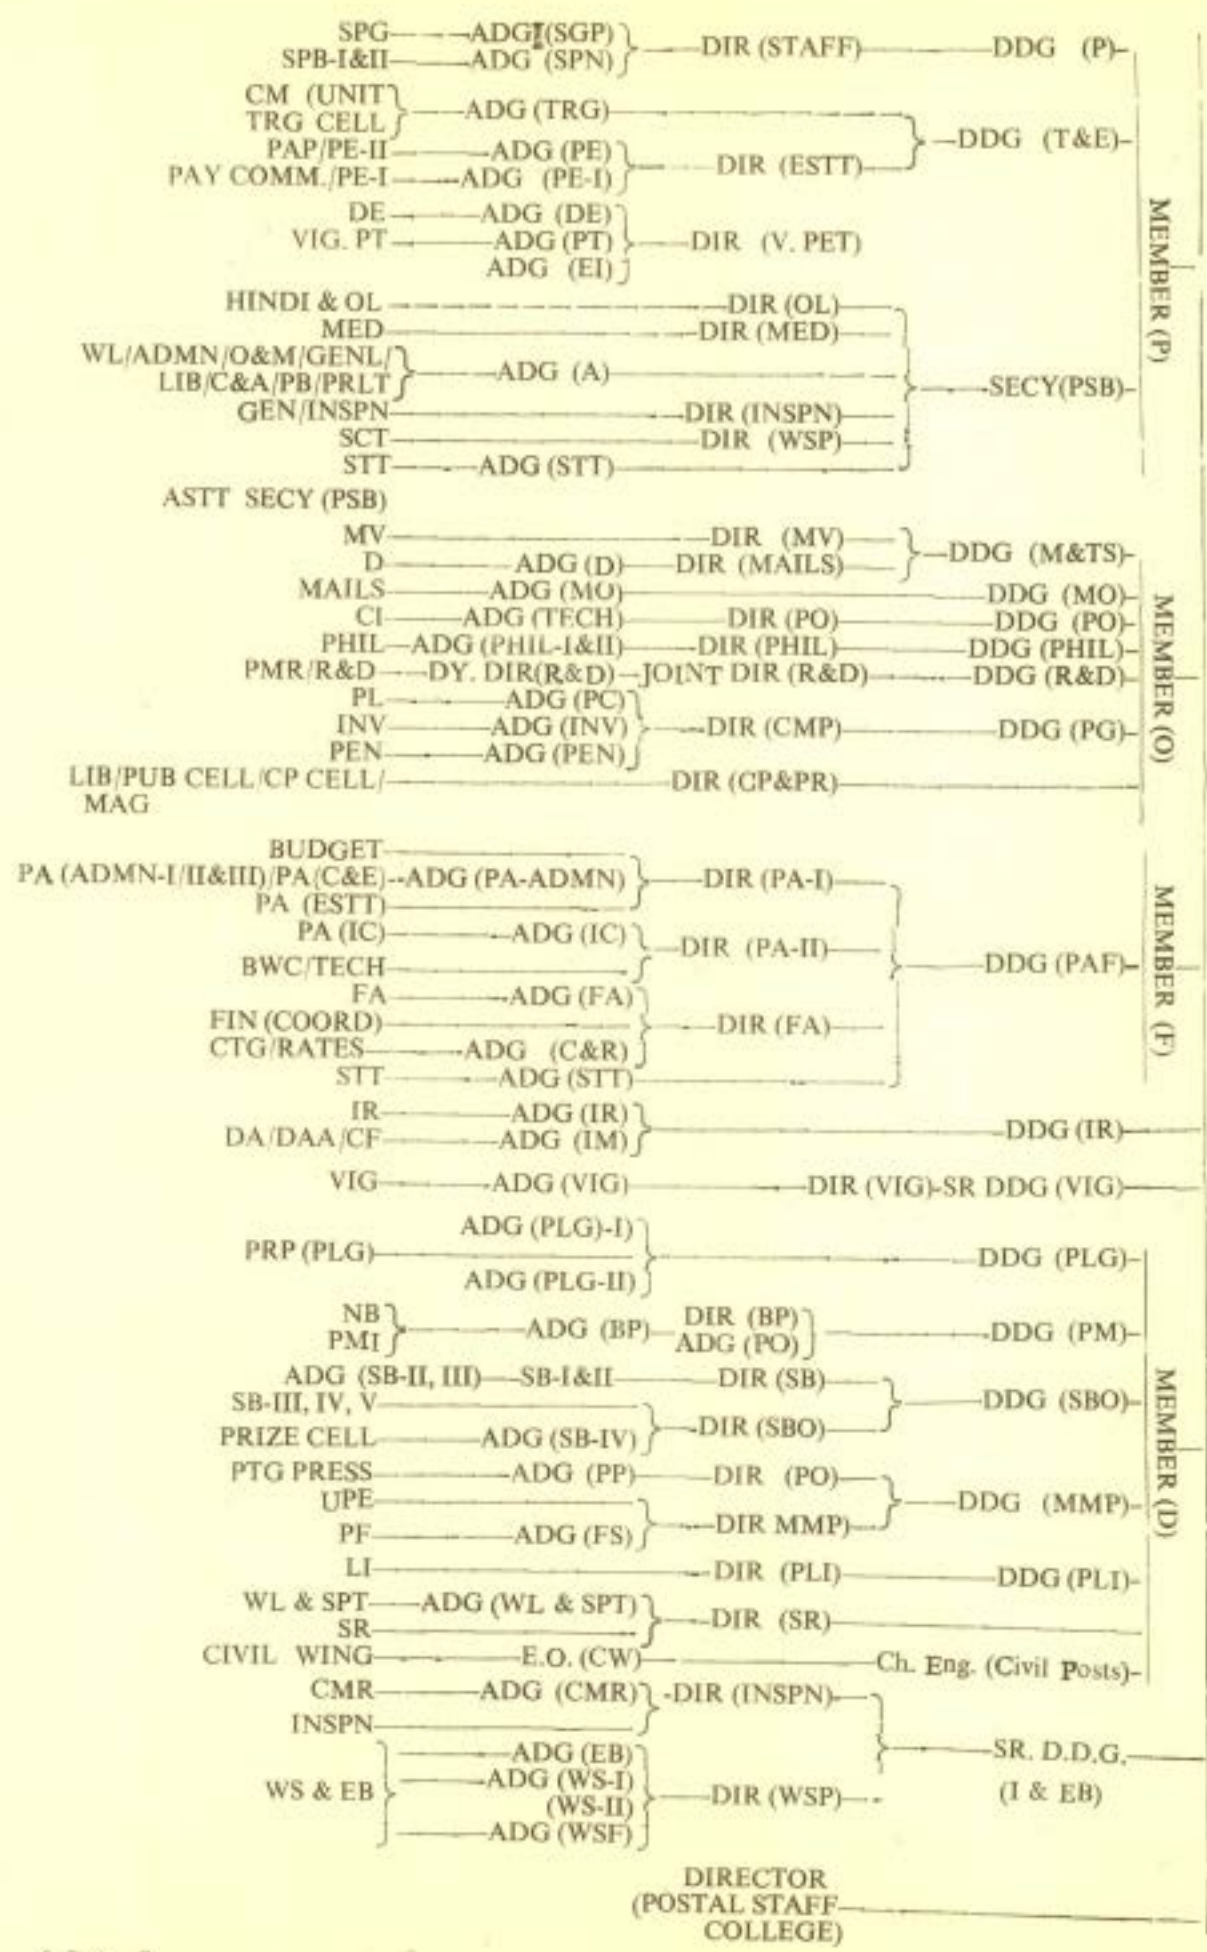 SPG ADG (SGP) DIR (STAFF) DDG (P)
SPB-I&II ADG (SPN)
CM (UNIT ADG (TRG)
TRG CELL
DDG (T&E)
PAP/PE-II ADG (PE) DIR (ESTT)
PAY COMM./PE-I ADG (PE-I)
DE ADG (DE)
VIG. PT ADG (PT) DIR (V. PET)
ADG (EI)
MEMBER (P)
HINDI & OL DIR (OL)
MED DIR (MED)
WL/ADMN/O&M/GENL/ ADG (A)
LIB/C&A/PB/PRLT
SECY(PSB)
GEN/INSPN DIR (INSPN)
SCT DIR (WSP)
STT ADG (STT)
ASTT SECY (PSB)
MV DIR (MV) DDG (M&TS)
D ADG (D) DIR (MAILS)
MAILS ADG (MO) DDG (MO)
CI ADG (TECH) DIR (PO) DDG (PO)
PHIL ADG (PHIL-I&II) DIR (PHIL) DDG (PHIL)
PMR/R&D DY. DIR(R&D) JOINT DIR (R&D) DDG (R&D)
MEMBER (O)
PL ADG (PC)
INV ADG (INV) DIR (CMP) DDG (PG)
PEN ADG (PEN)
LIB/PUB CELL/CP CELL/ DIR (CP&PR)
MAG
BUDGET
PA (ADMN-I/II&III)/PA(C&E) ADG (PA-ADMN) DIR (PA-I)
PA (ESTT)
PA (IC) ADG (IC) DIR (PA-II)
BWC/TECH DDG (PAF)
MEMBER (F)
FA ADG (FA)
FIN (COORD) DIR (FA)
CTG/RATES ADG (C&R)
STT ADG (STT)
IR ADG (IR) DDG (IR)
DA/DAA/CF ADG (IM)
VIG ADG (VIG) DIR (VIG)-SR DDG (VIG)
ADG (PLG)-I)
PRP (PLG) DDG (PLG)
ADG (PLG-II)
NB ADG (BP) DIR (BP) DDG (PM)
PMI ADG (PO)
ADG (SB-II, III) SB-I&II DIR (SB) DDG (SBO)
SB-III, IV, V DIR (SBO)
PRIZE CELL ADG (SB-IV)
MEMBER (D)
PTG PRESS ADG (PP) DIR (PO) DDG (MMP)
UPE DIR MMP)
PF ADG (FS)
LI DIR (PLI) DDG (PLI)
WL & SPT ADG (WL & SPT) DIR (SR)
SR
CIVIL WING E.O. (CW) Ch. Eng. (Civil Posts)
CMR ADG (CMR) DIR (INSPN)
INSPN
SR. D.D.G.
(I & EB)
WS & EB ADG (EB)
ADG (WS-I) DIR (WSP)
(WS-II)
ADG (WSF)
DIRECTOR
(POSTAL STAFF
COLLEGE)